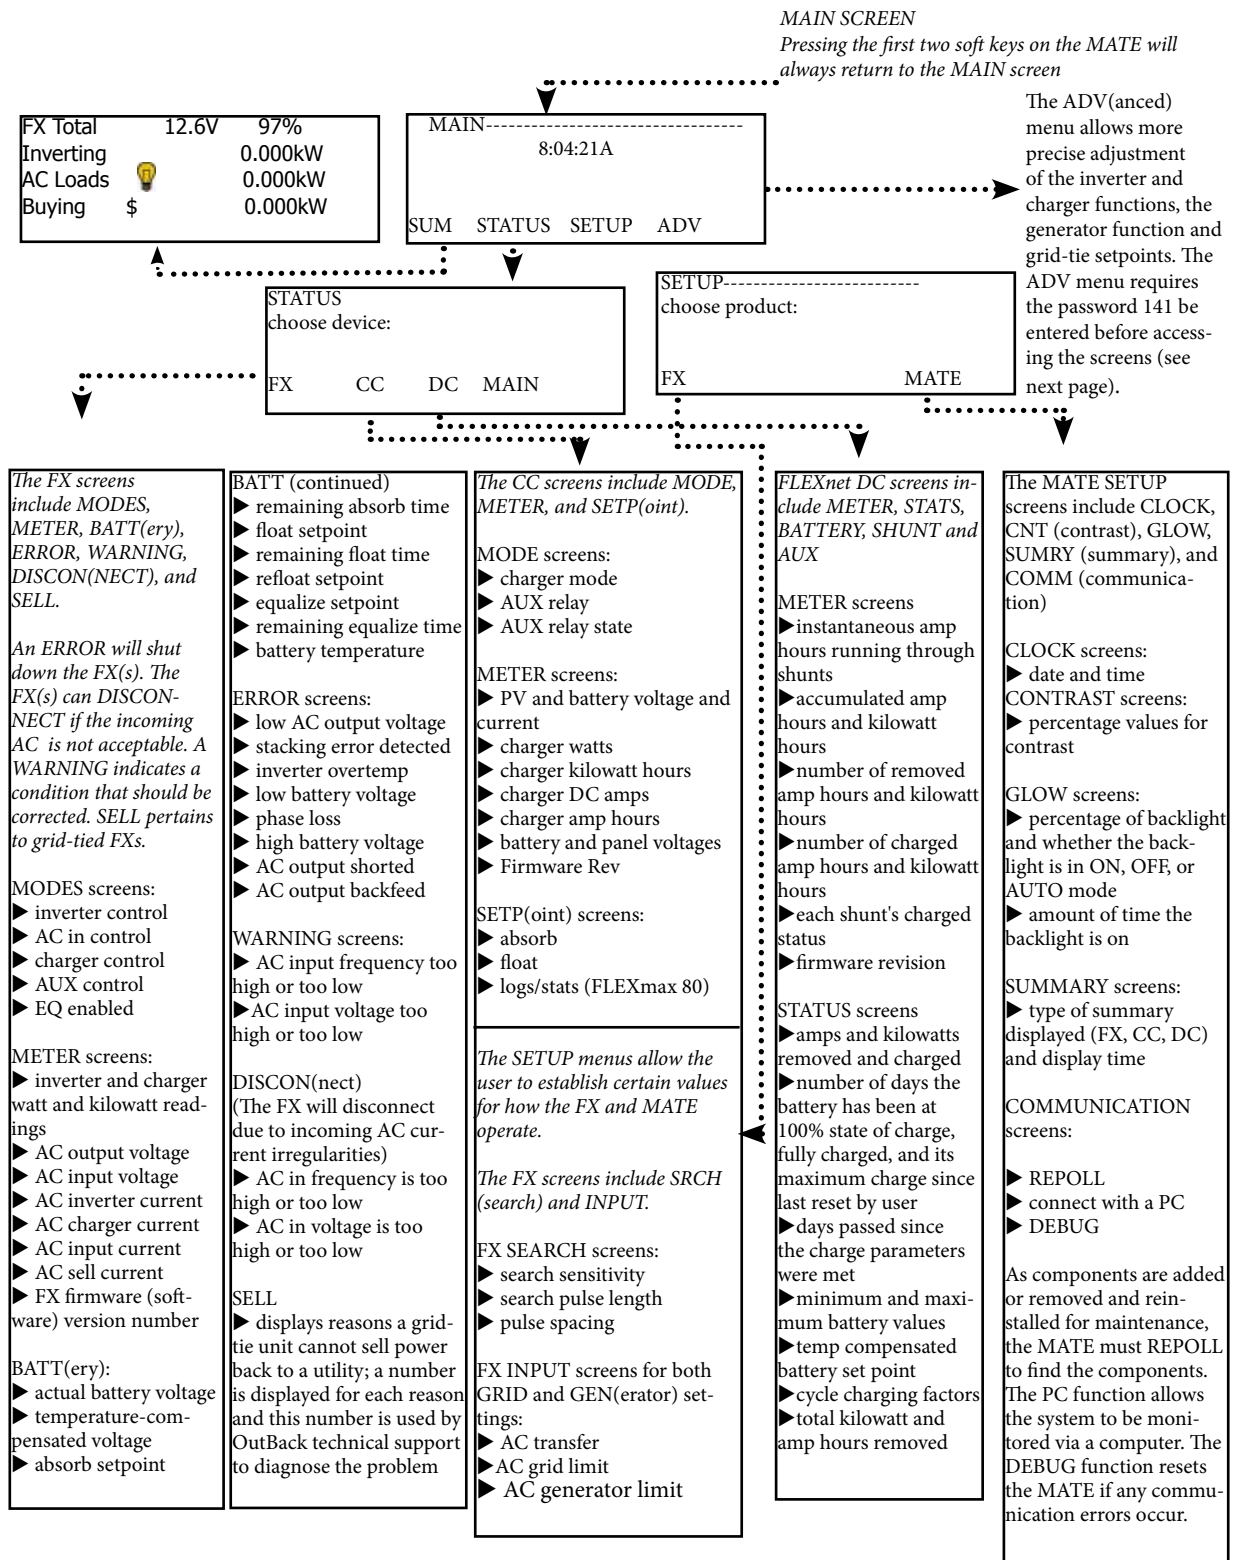 MAIN SCREEN
Pressing the first two soft keys on the MATE will
always return to the MAIN screen
The ADV(anced)
menu allows more
precise adjustment
of the inverter and
charger functions, the
generator function and
grid-tie setpoints. The
ADV menu requires
the password 141 be
entered before access-
ing the screens (see
next page).
FX Total 12.6V 97%
Inverting 0.000kW
AC Loads 0.000kW
Buying $ 0.000kW
MAIN----------------------------------
8:04:21A
SUM STATUS SETUP ADV
STATUS
choose device:
FX CC DC MAIN
SETUP--------------------------
choose product:
FX MATE
The FX screens
include MODES,
METER, BATT(ery),
ERROR, WARNING,
DISCON(NECT), and
SELL.
An ERROR will shut
down the FX(s). The
FX(s) can DISCON-
NECT if the incoming
AC is not acceptable. A
WARNING indicates a
condition that should be
corrected. SELL pertains
to grid-tied FXs.
MODES screens:
▶ inverter control
▶ AC in control
▶ charger control
▶ AUX control
▶ EQ enabled
METER screens:
▶ inverter and charger
watt and kilowatt read-
ings
▶ AC output voltage
▶ AC input voltage
▶ AC inverter current
▶ AC charger current
▶ AC input current
▶ AC sell current
▶ FX firmware (soft-
ware) version number
BATT(ery):
▶ actual battery voltage
▶ temperature-com-
pensated voltage
▶ absorb setpoint
BATT (continued)
▶ remaining absorb time
▶ float setpoint
▶ remaining float time
▶ refloat setpoint
▶ equalize setpoint
▶ remaining equalize time
▶ battery temperature
ERROR screens:
▶ low AC output voltage
▶ stacking error detected
▶ inverter overtemp
▶ low battery voltage
▶ phase loss
▶ high battery voltage
▶ AC output shorted
▶ AC output backfeed
WARNING screens:
▶ AC input frequency too
high or too low
▶AC input voltage too
high or too low
DISCON(nect)
(The FX will disconnect
due to incoming AC cur-
rent irregularities)
▶ AC in frequency is too
high or too low
▶ AC in voltage is too
high or too low
SELL
▶ displays reasons a grid-
tie unit cannot sell power
back to a utility; a number
is displayed for each reason
and this number is used by
OutBack technical support
to diagnose the problem
The CC screens include MODE,
METER, and SETP(oint).
MODE screens:
▶ charger mode
▶ AUX relay
▶ AUX relay state
METER screens:
▶ PV and battery voltage and
current
▶ charger watts
▶ charger kilowatt hours
▶ charger DC amps
▶ charger amp hours
▶ battery and panel voltages
▶ Firmware Rev
SETP(oint) screens:
▶ absorb
▶ float
▶ logs/stats (FLEXmax 80)
The SETUP menus allow the
user to establish certain values
for how the FX and MATE
operate.
The FX screens include SRCH
(search) and INPUT.
FX SEARCH screens:
▶ search sensitivity
▶ search pulse length
▶ pulse spacing
FX INPUT screens for both
GRID and GEN(erator) set-
tings:
▶ AC transfer
▶AC grid limit
▶ AC generator limit
FLEXnet DC screens in-
clude METER, STATS,
BATTERY, SHUNT and
AUX
METER screens
▶instantaneous amp
hours running through
shunts
▶accumulated amp
hours and kilowatt
hours
▶number of removed
amp hours and kilowatt
hours
▶number of charged
amp hours and kilowatt
hours
▶each shunt's charged
status
▶firmware revision
STATUS screens
▶amps and kilowatts
removed and charged
▶number of days the
battery has been at
100% state of charge,
fully charged, and its
maximum charge since
last reset by user
▶days passed since
the charge parameters
were met
▶minimum and maxi-
mum battery values
▶temp compensated
battery set point
▶cycle charging factors
▶total kilowatt and
amp hours removed
The MATE SETUP
screens include CLOCK,
CNT (contrast), GLOW,
SUMRY (summary), and
COMM (communica-
tion)
CLOCK screens:
▶ date and time
CONTRAST screens:
▶ percentage values for
contrast
GLOW screens:
▶ percentage of backlight
and whether the back-
light is in ON, OFF, or
AUTO mode
▶ amount of time the
backlight is on
SUMMARY screens:
▶ type of summary
displayed (FX, CC, DC)
and display time
COMMUNICATION
screens:
▶ REPOLL
▶ connect with a PC
▶ DEBUG
As components are added
or removed and rein-
stalled for maintenance,
the MATE must REPOLL
to find the components.
The PC function allows
the system to be moni-
tored via a computer. The
DEBUG function resets
the MATE if any commu-
nication errors occur.